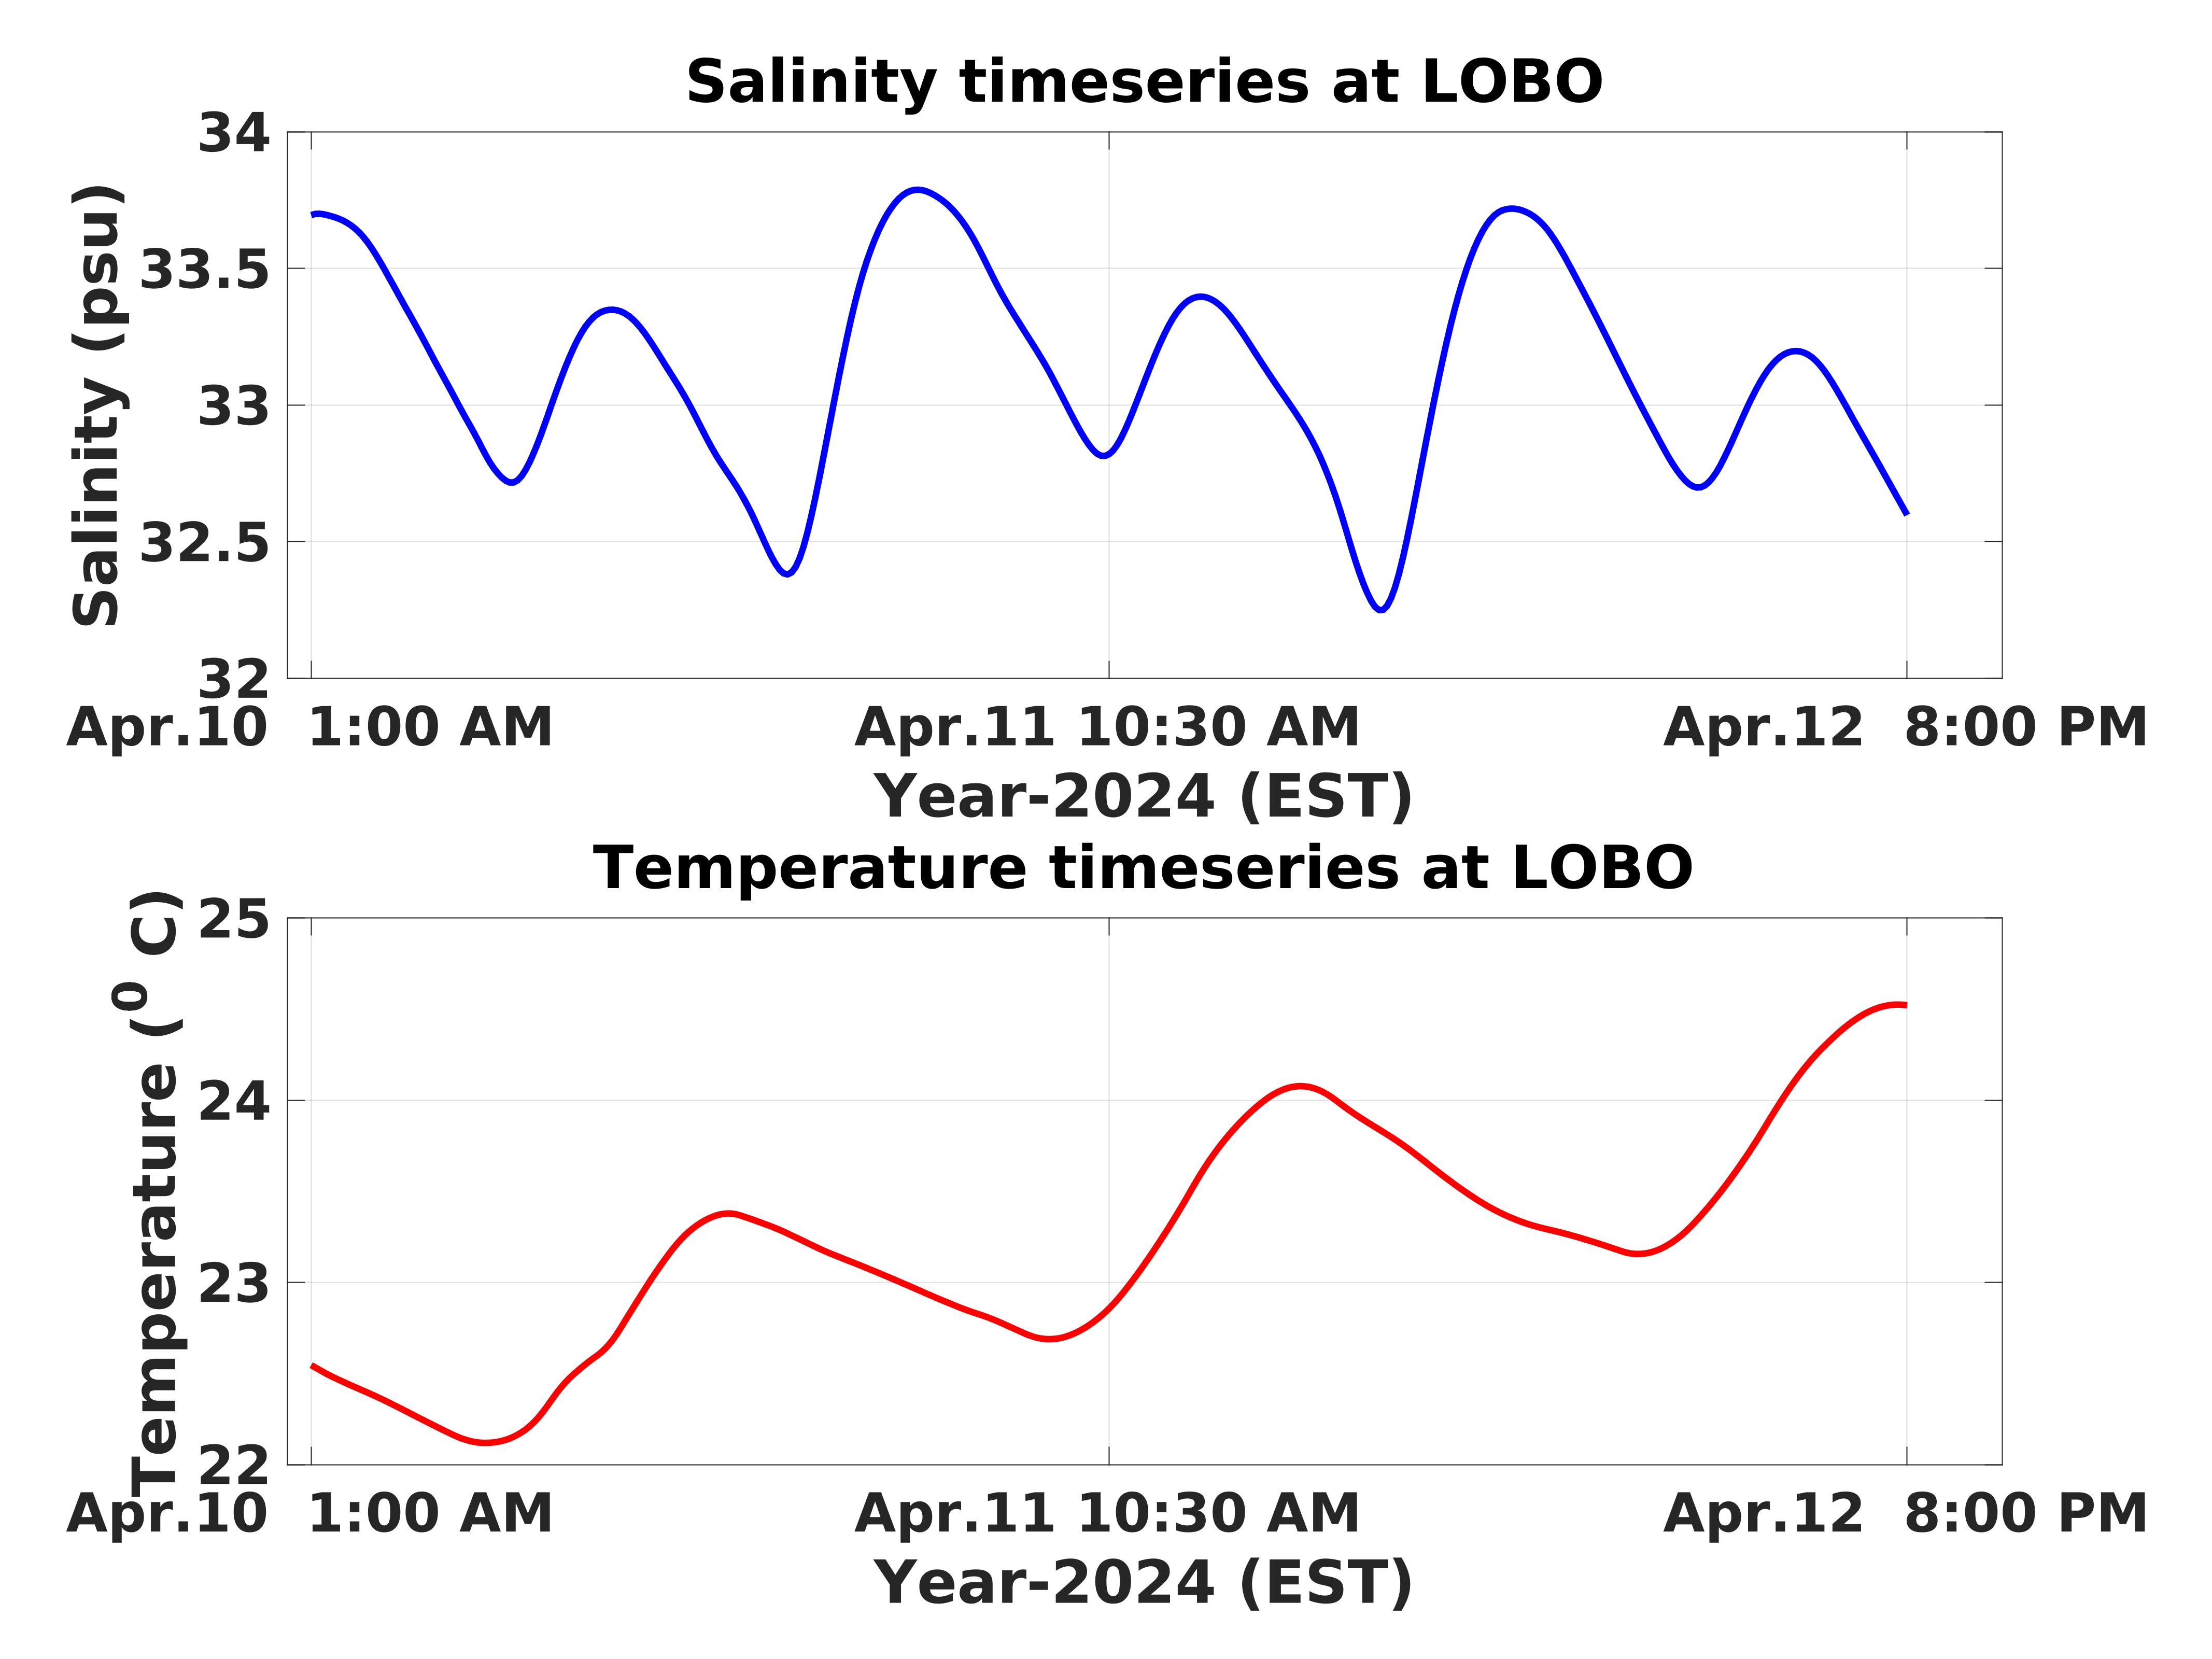 Salinity timeseries at LOBO
Salinity (psu)
34
33.5
33
32.5
32
Apr.10  1:00 AM
Apr.11 10:30 AM
Apr.12  8:00 PM
Year-2024 (EST)
Temperature timeseries at LOBO
Temperature (⁰ C)
25
24
23
22
Apr.10  1:00 AM
Apr.11 10:30 AM
Apr.12  8:00 PM
Year-2024 (EST)